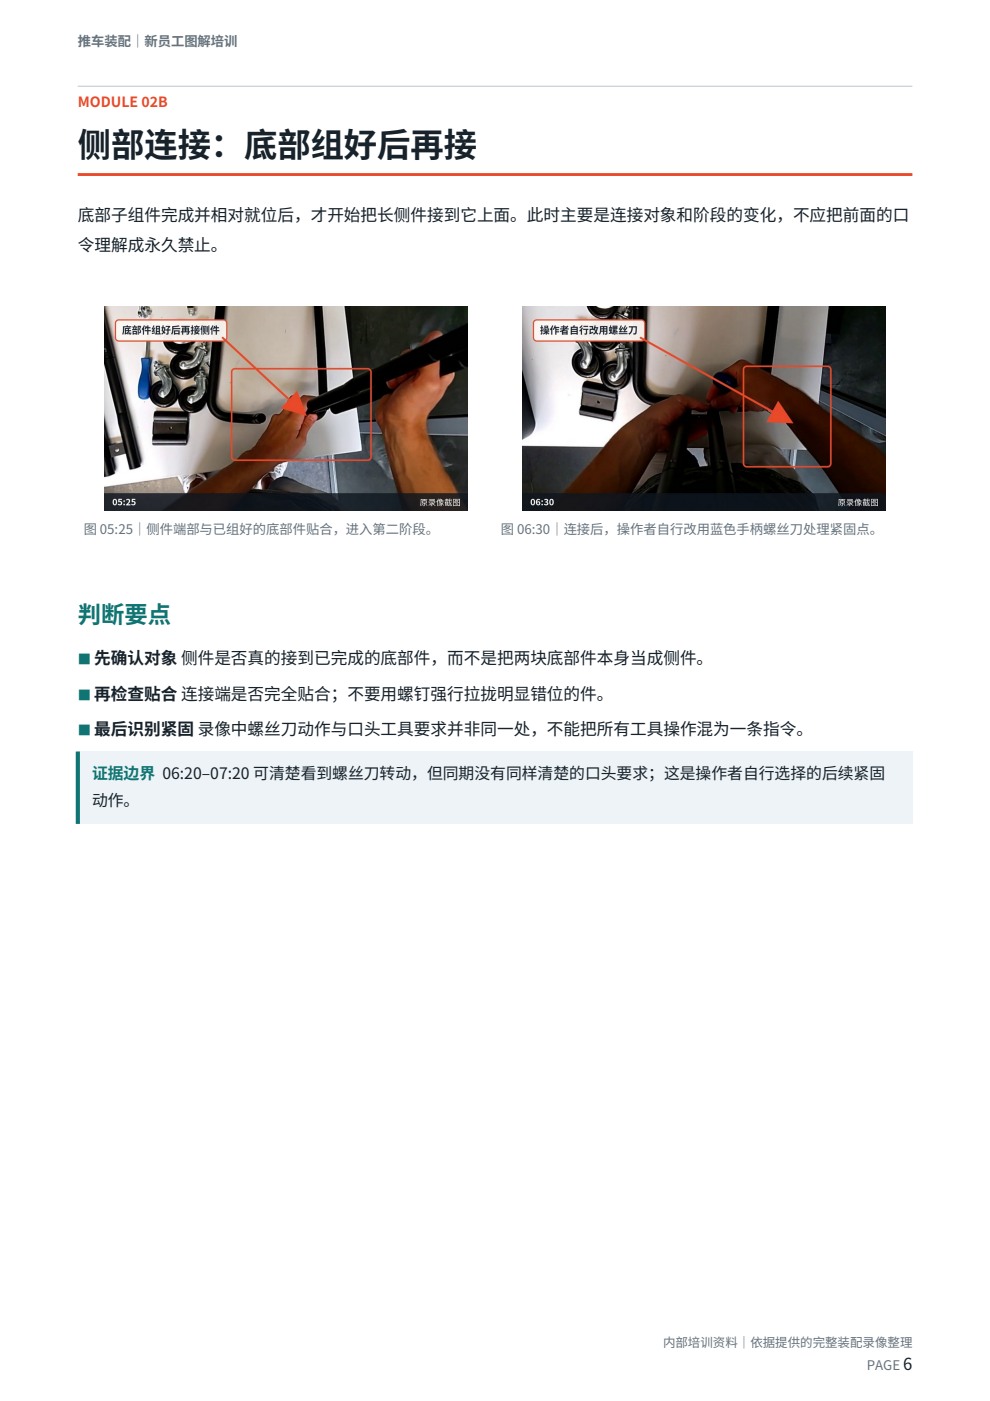 推车装配｜新员工图解培训
MODULE 02B
侧部连接：底部组好后再接
底部子组件完成并相对就位后，才开始把长侧件接到它上面。此时主要是连接对象和阶段的变化，不应把前面的口
令理解成永久禁止。
底部件组好后再接侧件
05:25
原录像截图
操作者自行改用螺丝刀
06:30
原录像截图
图 05:25｜侧件端部与已组好的底部件贴合，进入第二阶段。
图 06:30｜连接后，操作者自行改用蓝色手柄螺丝刀处理紧固点。
判断要点
■ 先确认对象 侧件是否真的接到已完成的底部件，而不是把两块底部件本身当成侧件。
■ 再检查贴合 连接端是否完全贴合；不要用螺钉强行拉拢明显错位的件。
■ 最后识别紧固 录像中螺丝刀动作与口头工具要求并非同一处，不能把所有工具操作混为一条指令。
证据边界 06:20–07:20 可清楚看到螺丝刀转动，但同期没有同样清楚的口头要求；这是操作者自行选择的后续紧固
动作。
内部培训资料｜依据提供的完整装配录像整理
PAGE 6